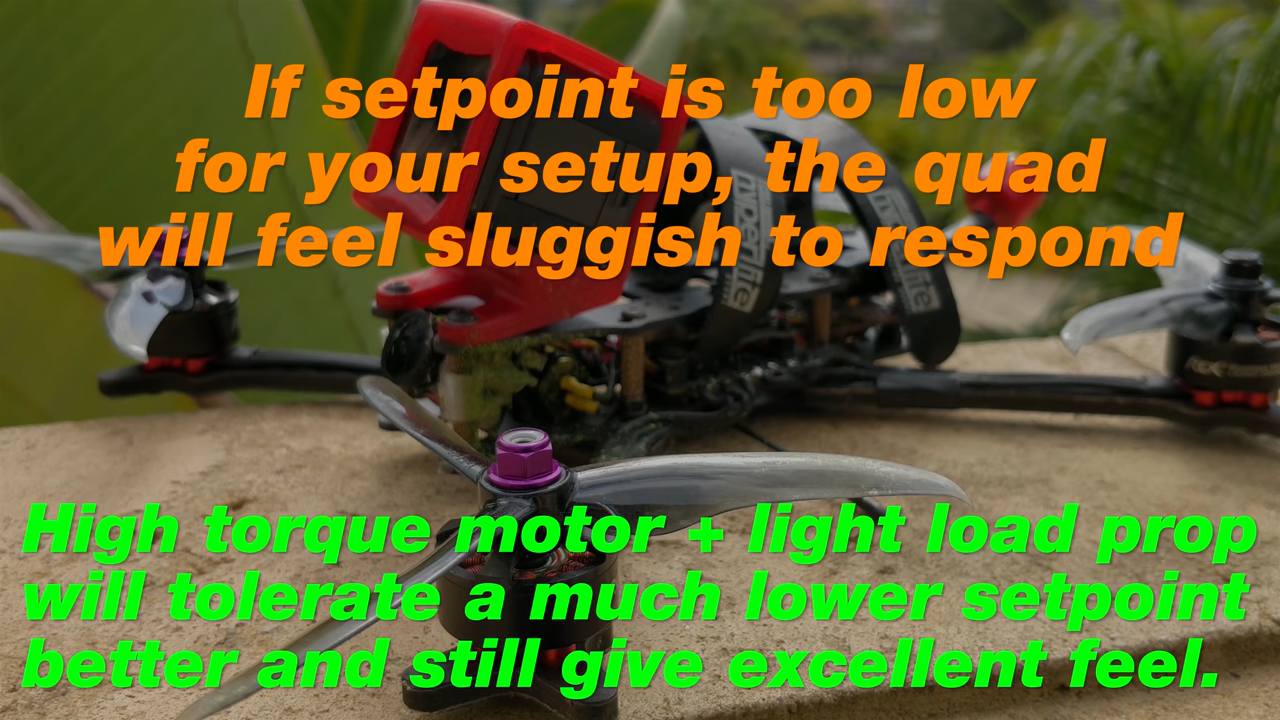 If setpoint is too low
for your setup, the quad
will feel sluggish to respond
High torque motor + light load prop
will tolerate a much lower setpoint
better and still give excellent feel.